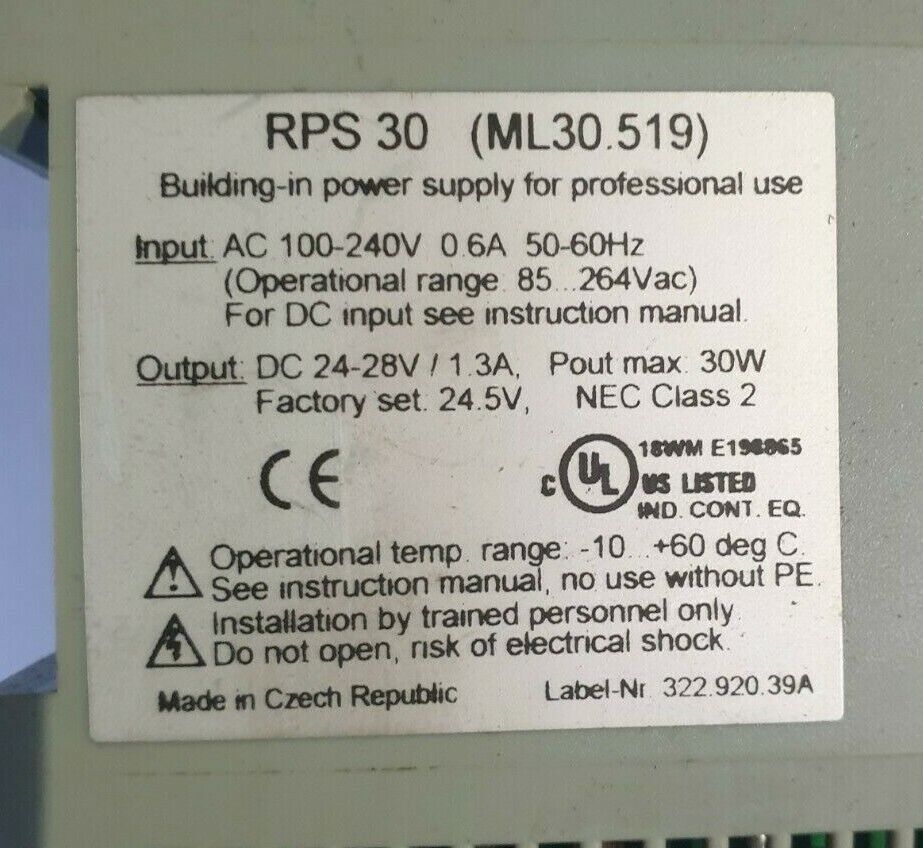 RPS 30 (ML30.519)
Building-in power supply for professional use
Input: AC 100-240V 0.6A 50-60Hz
(Operational range: 85...264Vac)
For DC input see instruction manual.
Output: DC 24-28V / 1.3A, Pout max. 30W
Factory set: 24.5V, NEC Class 2
CE
C UL US LISTED
18WM E198865
IND. CONT. EQ.
Operational temp. range: -10...+60 deg C.
See instruction manual, no use without PE.
Installation by trained personnel only.
Do not open, risk of electrical shock.
Made in Czech Republic
Label-Nr. 322.920.39A